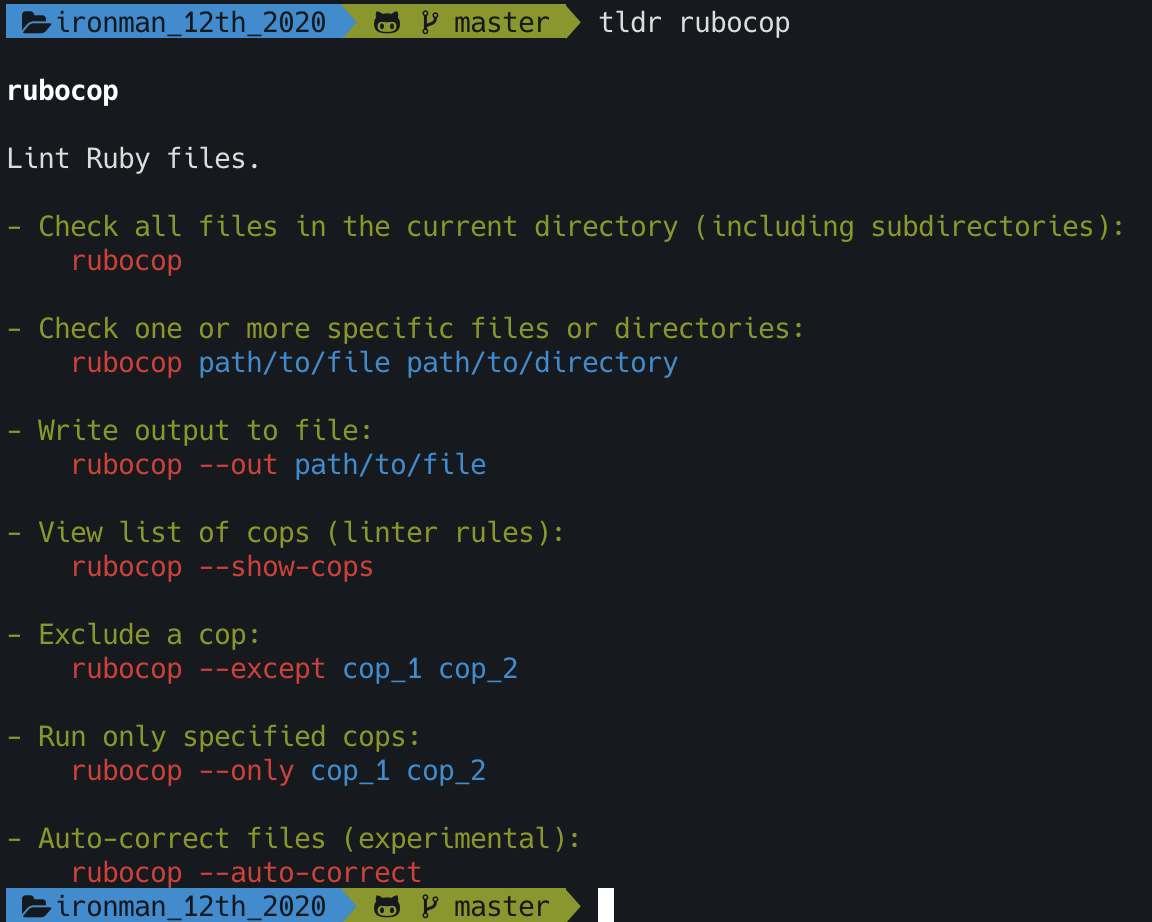 ironman_12th_2020 master tldr rubocop
rubocop
Lint Ruby files.
- Check all files in the current directory (including subdirectories):
rubocop
- Check one or more specific files or directories:
rubocop path/to/file path/to/directory
- Write output to file:
rubocop --out path/to/file
- View list of cops (linter rules):
rubocop --show-cops
- Exclude a cop:
rubocop --except cop_1 cop_2
- Run only specified cops:
rubocop --only cop_1 cop_2
- Auto-correct files (experimental):
rubocop --auto-correct
ironman_12th_2020 master